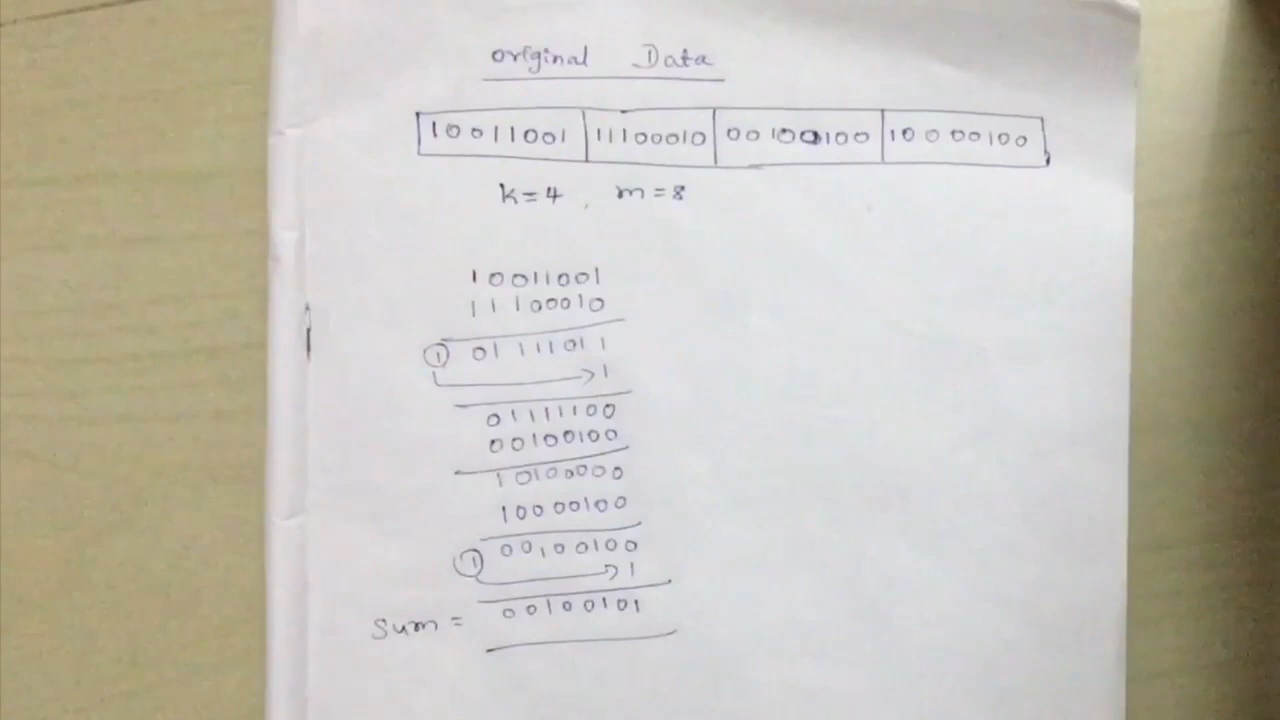 original Data
10011001 11100010 00100100 10000100
k=4, m=8
10011001
11100010
1 01111011
1
01111100
00100100
10100000
10000100
00100100
1 1
Sum = 00100101